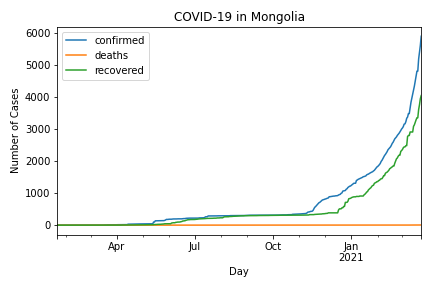 COVID-19 in Mongolia
confirmed
deaths
recovered
Number of Cases
6000
5000
4000
3000
2000
1000
0
Apr
Jul
Oct
Jan
2021
Day